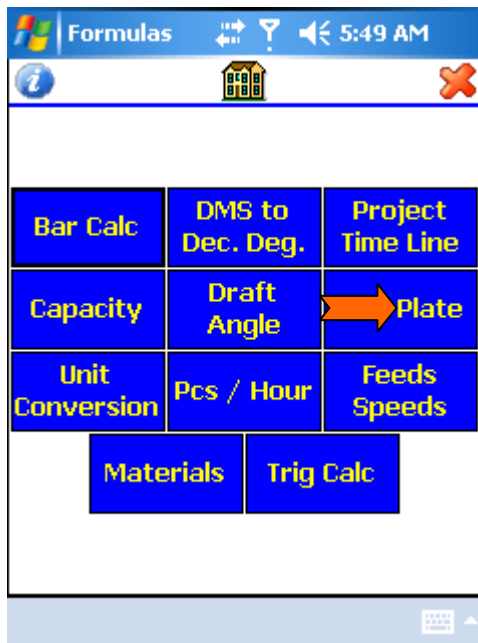 Formulas 5:49 AM
Bar Calc
DMS to
Dec. Deg.
Project
Time Line
Capacity
Draft
Angle
Plate
Unit
Conversion
Pcs / Hour
Feeds
Speeds
Materials
Trig Calc